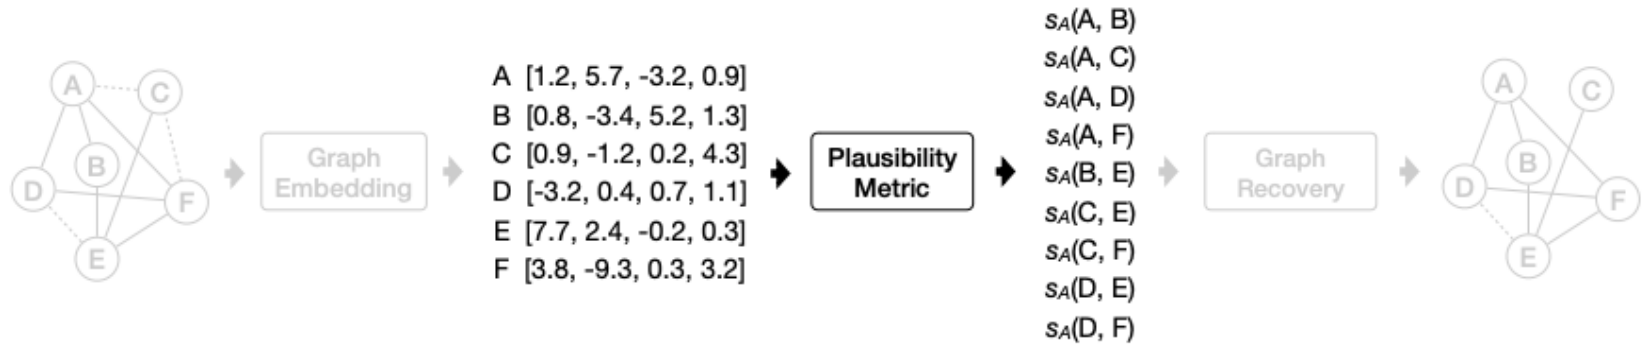 A
C
B
D
F
E
Graph
Embedding
A [1.2, 5.7, -3.2, 0.9]
B [0.8, -3.4, 5.2, 1.3]
C [0.9, -1.2, 0.2, 4.3]
D [-3.2, 0.4, 0.7, 1.1]
E [7.7, 2.4, -0.2, 0.3]
F [3.8, -9.3, 0.3, 3.2]
Plausibility
Metric
sA(A, B)
sA(A, C)
sA(A, D)
sA(A, F)
sA(B, E)
sA(C, E)
sA(C, F)
sA(D, E)
sA(D, F)
Graph
Recovery
A
C
B
D
F
E